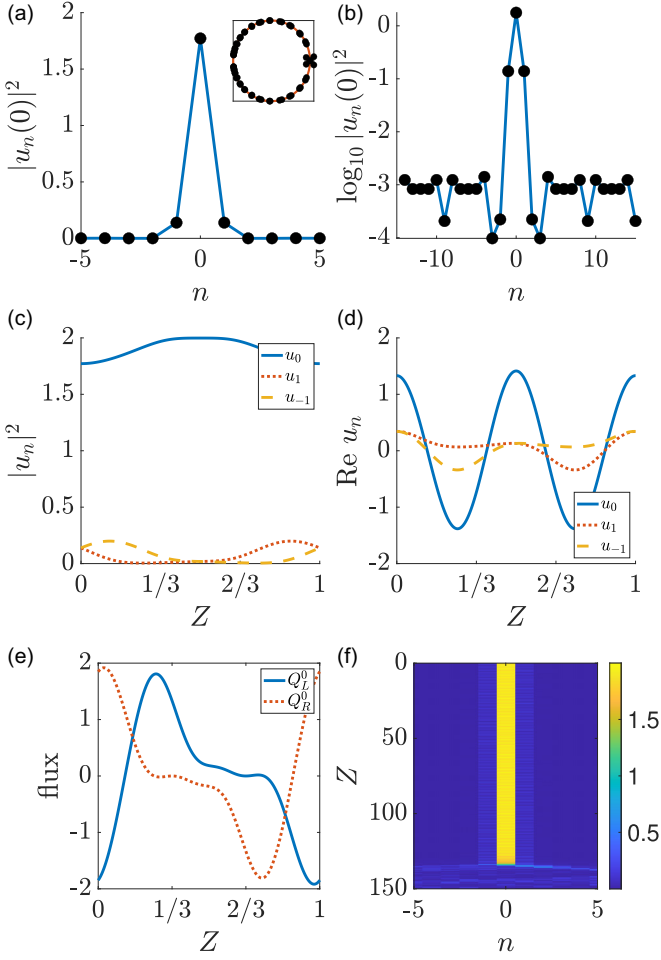 (a)
2
1.5
1
0.5
0
-5
0
5
|u_n(0)|^2
n
(b)
0
-1
-2
-3
-4
-10
0
10
log_10 |u_n(0)|^2
n
(c)
2
1.5
1
0.5
0
0
1/3
2/3
1
|u_n|^2
Z
u_0
u_1
u_{-1}
(d)
2
1
0
-1
-2
0
1/3
2/3
1
Re u_n
Z
u_0
u_1
u_{-1}
(e)
2
1
0
-1
-2
0
1/3
2/3
1
flux
Z
Q_L^0
Q_R^0
(f)
0
50
100
150
-5
0
5
Z
n
1.5
1
0.5